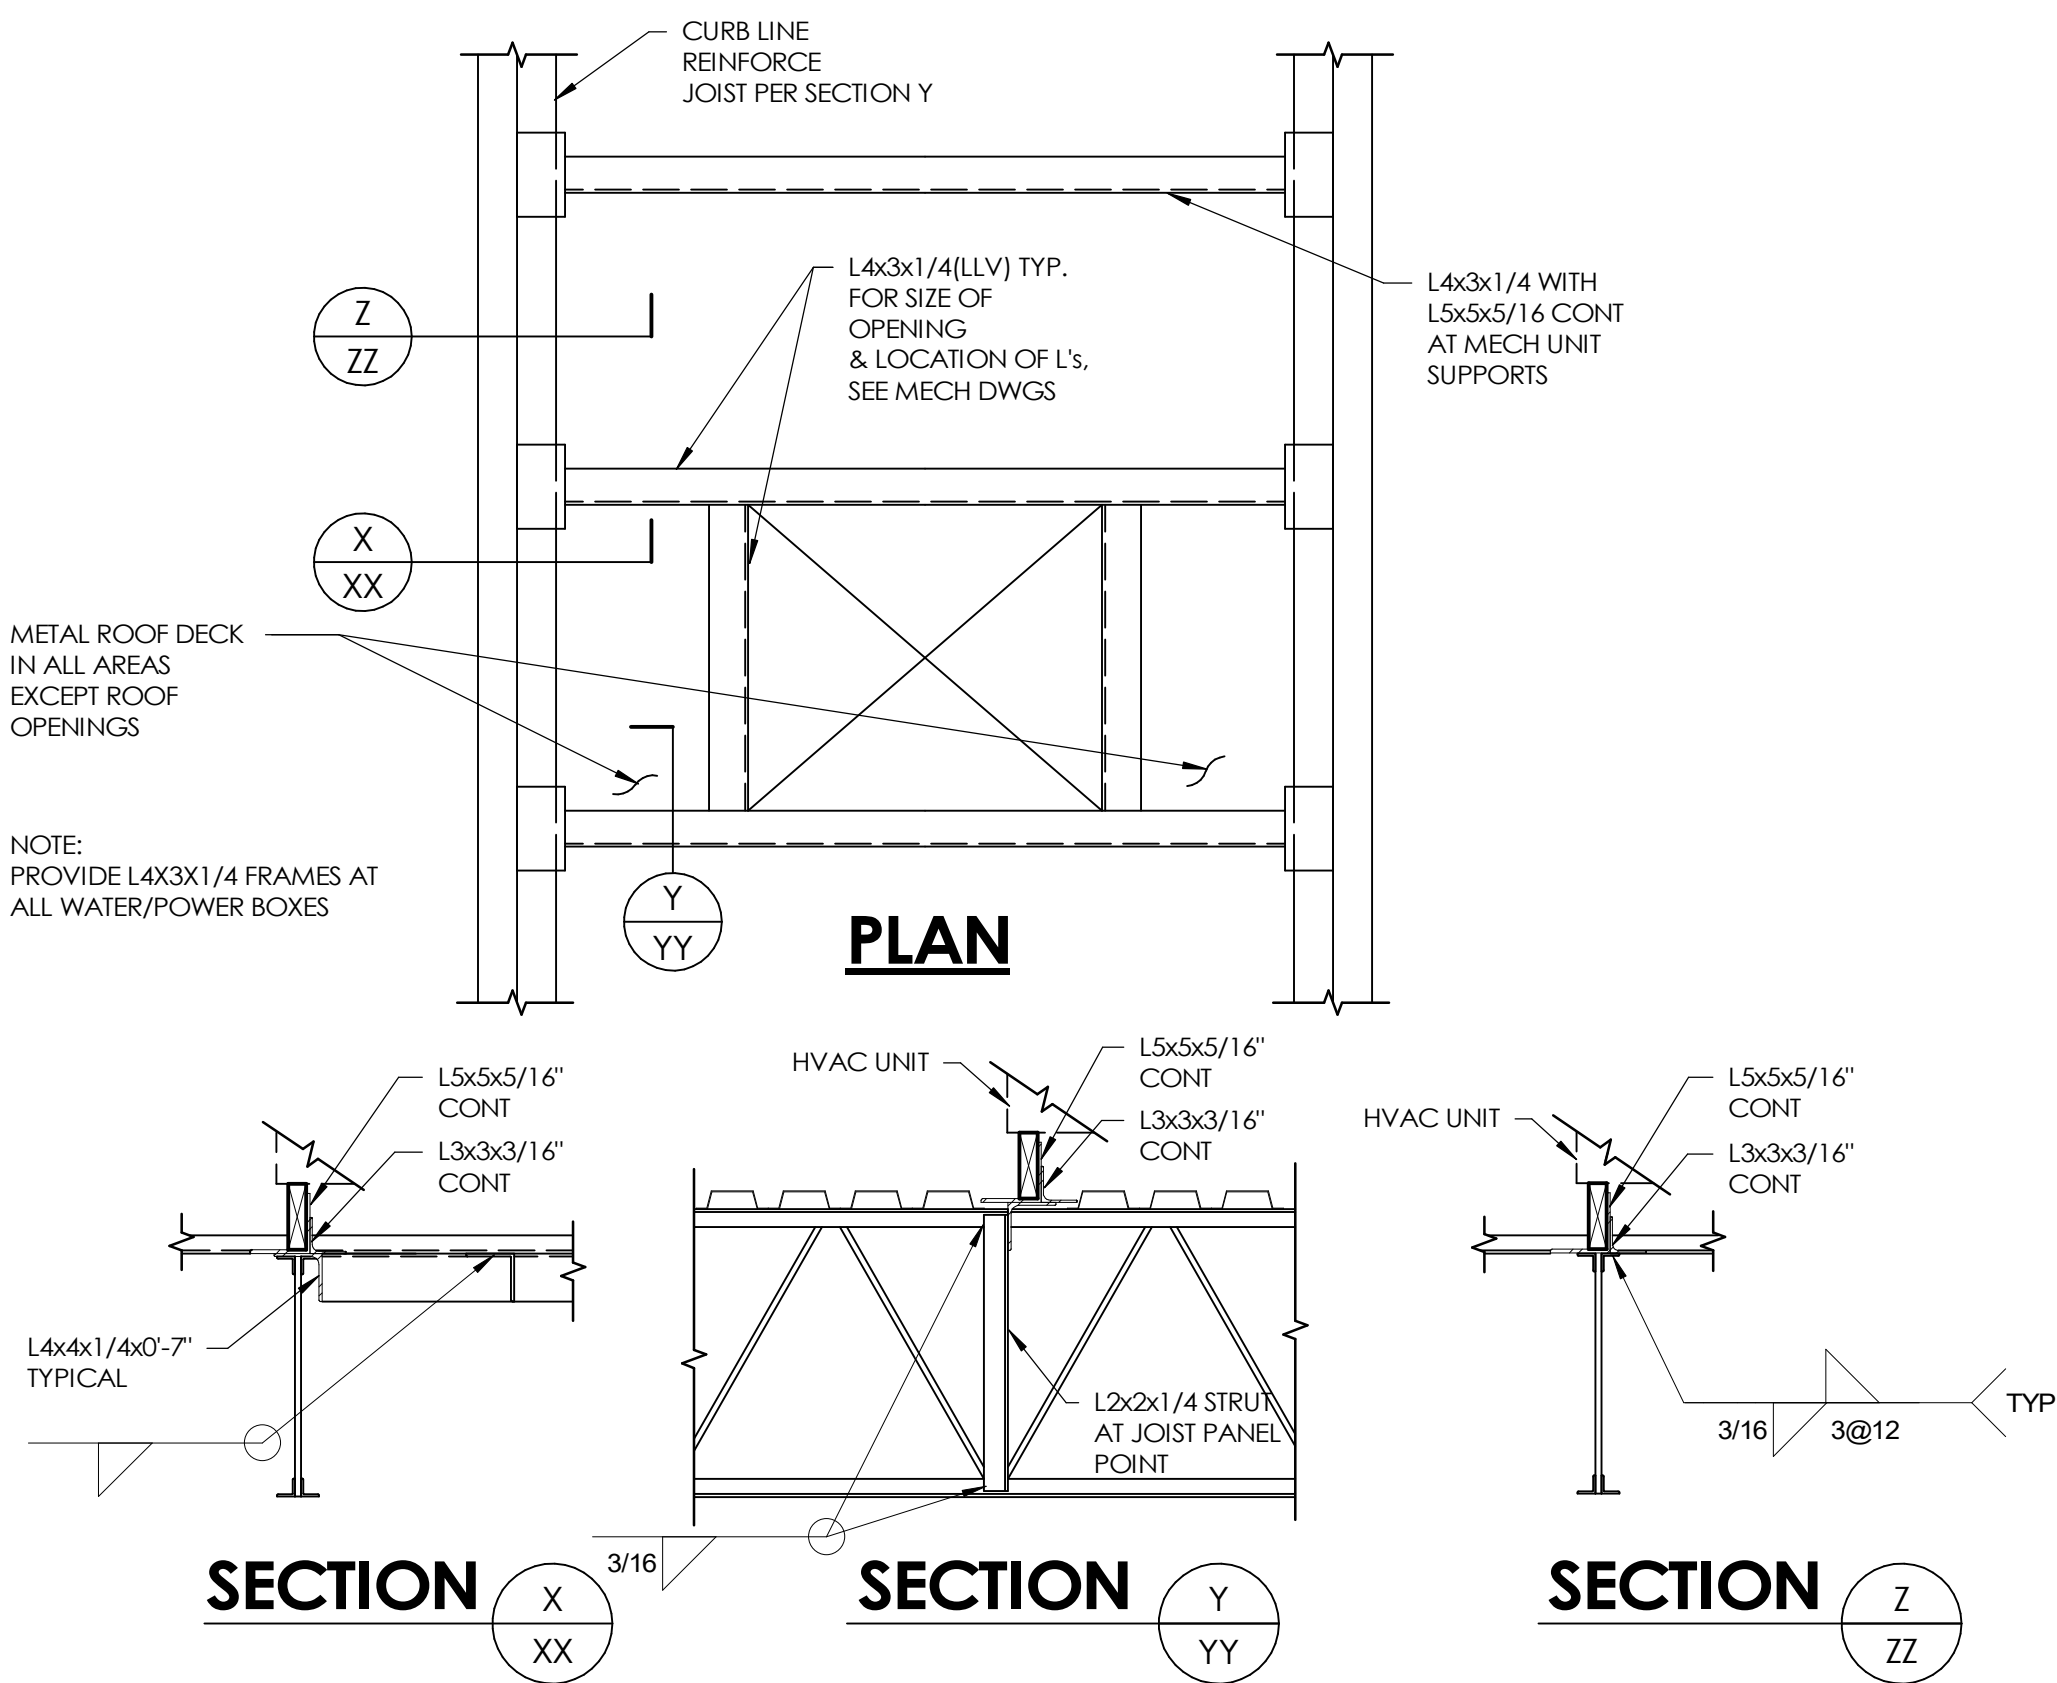 CURB LINE
REINFORCE
JOIST PER SECTION Y
L4x3x1/4(LLV) TYP.
FOR SIZE OF
OPENING
& LOCATION OF L's,
SEE MECH DWGS
L4x3x1/4 WITH
L5x5x5/16 CONT
AT MECH UNIT
SUPPORTS
Z
ZZ
X
XX
METAL ROOF DECK
IN ALL AREAS
EXCEPT ROOF
OPENINGS
NOTE:
PROVIDE L4X3X1/4 FRAMES AT
ALL WATER/POWER BOXES
Y
YY
PLAN
L5x5x5/16"
CONT
L3x3x3/16"
CONT
L4x4x1/4x0'-7"
TYPICAL
SECTION
X
XX
HVAC UNIT
L5x5x5/16"
CONT
L3x3x3/16"
CONT
L2x2x1/4 STRUT
AT JOIST PANEL
POINT
3/16
SECTION
Y
YY
HVAC UNIT
L5x5x5/16"
CONT
L3x3x3/16"
CONT
3/16
3@12
TYP
SECTION
Z
ZZ